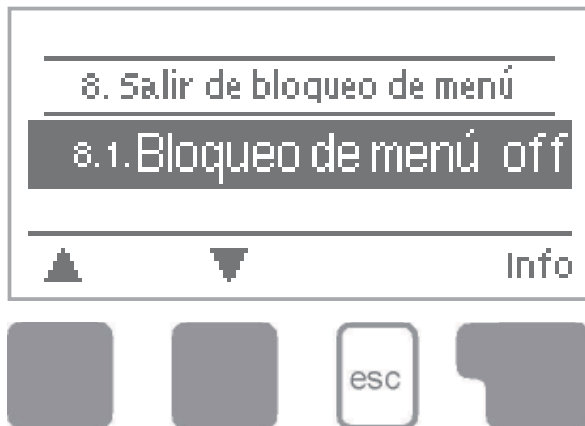 8. Salir de bloqueo de menú
8.1.Bloqueo de menú off
Info
esc